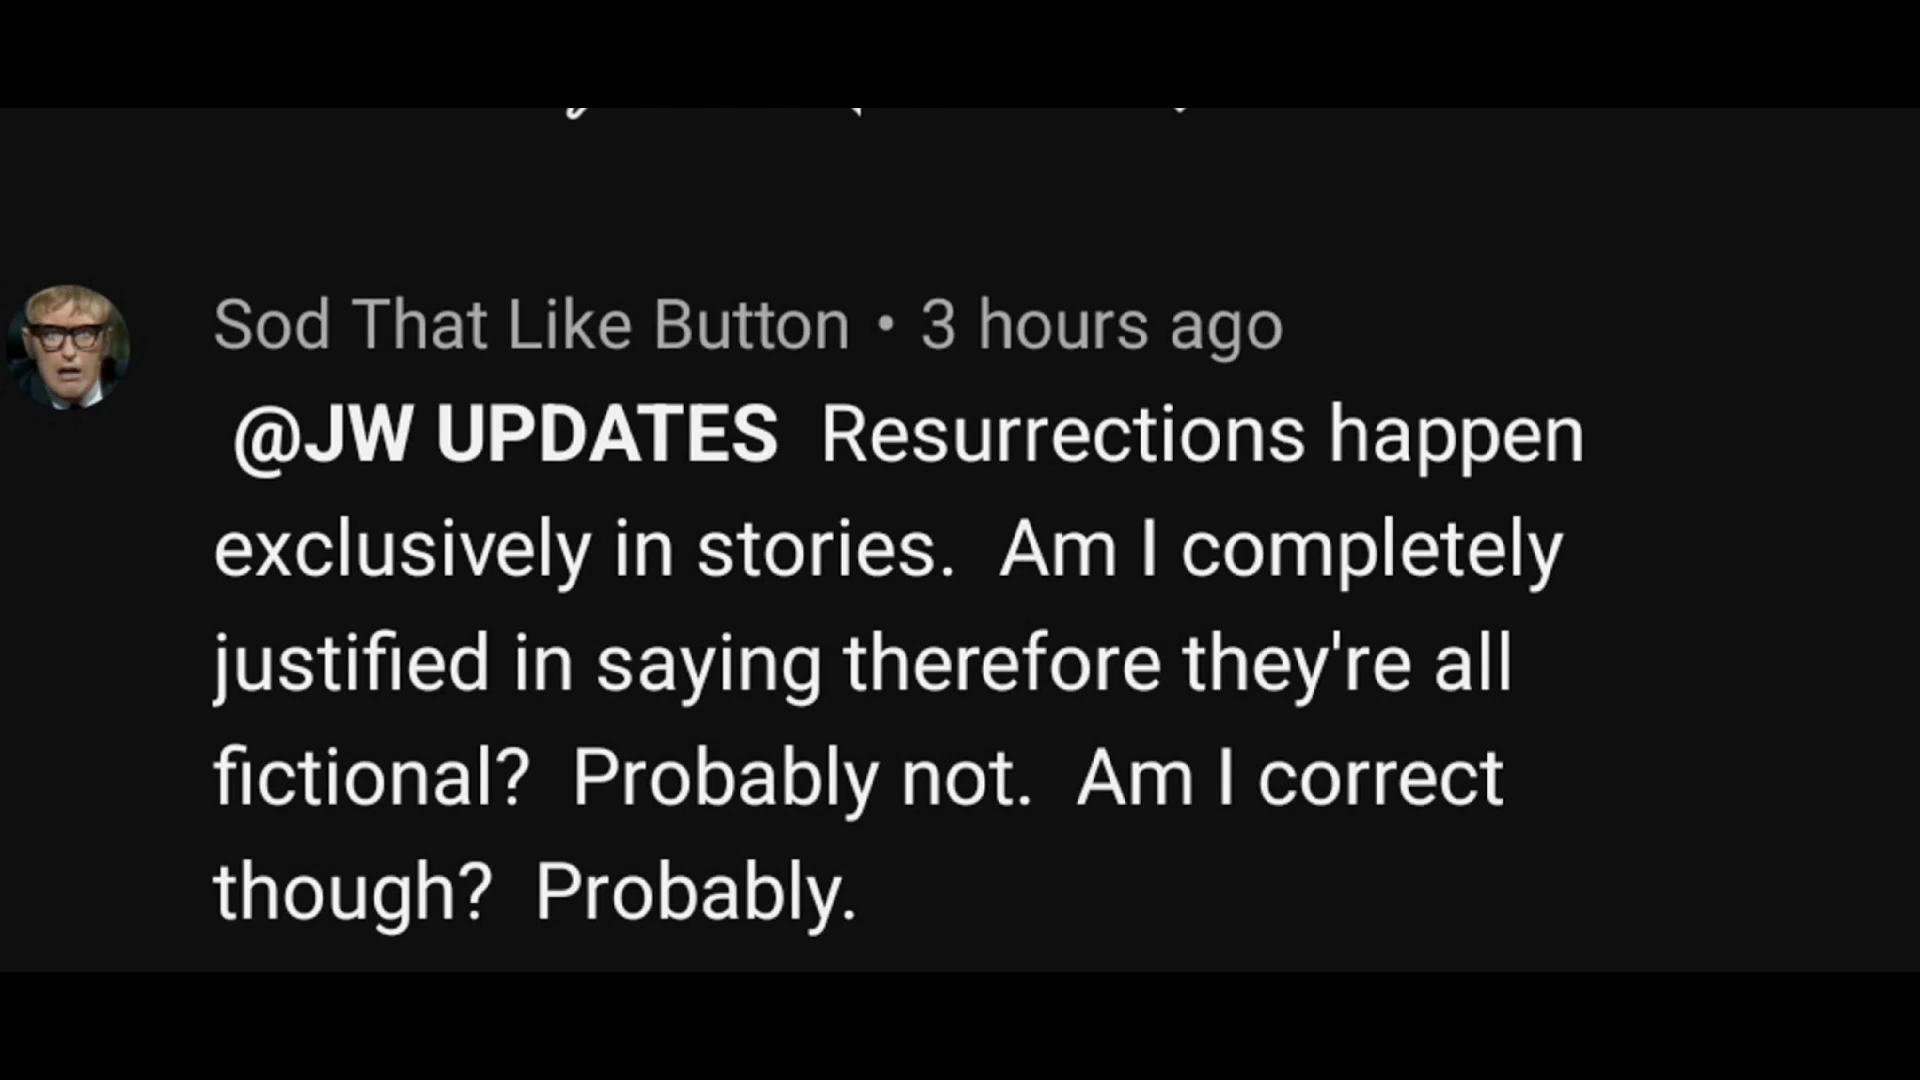 Sod That Like Button • 3 hours ago
@JW UPDATES Resurrections happen
exclusively in stories. Am I completely
justified in saying therefore they're all
fictional? Probably not. Am I correct
though? Probably.